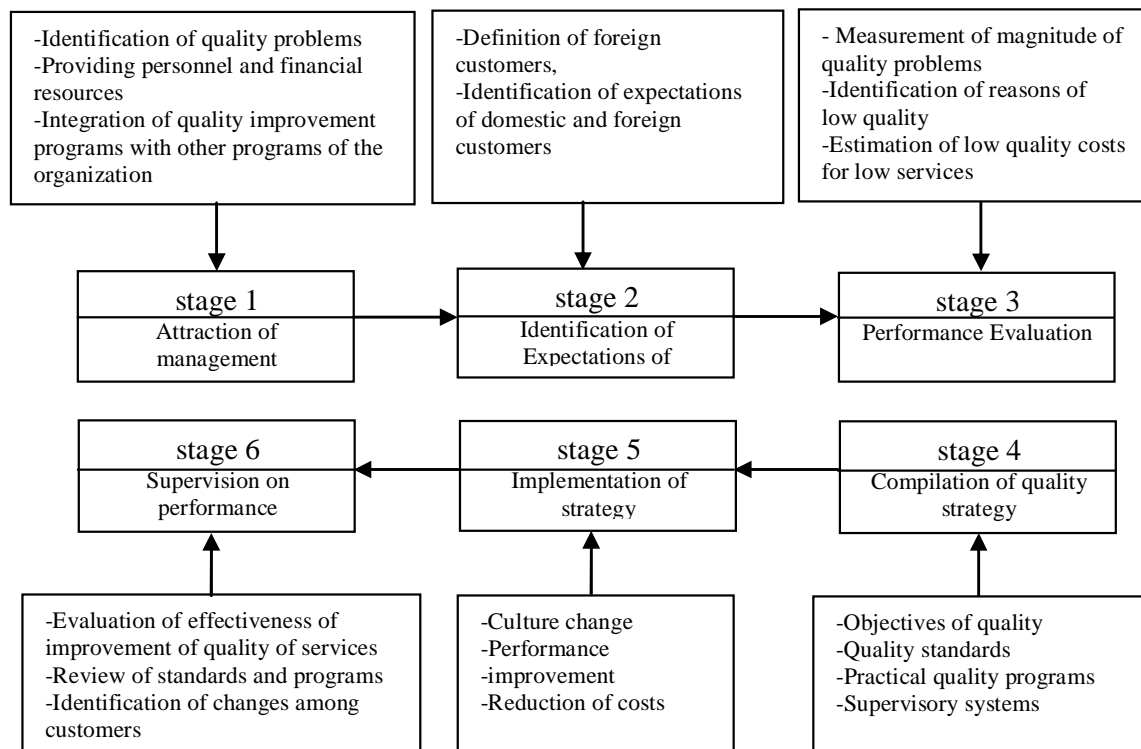 -Identification of quality problems
-Providing personnel and financial
resources
-Integration of quality improvement
programs with other programs of the
organization
-Definition of foreign
customers,
-Identification of expectations
of domestic and foreign
customers
- Measurement of magnitude of
quality problems
-Identification of reasons of
low quality
-Estimation of low quality costs
for low services
stage 1
Attraction of
management
stage 2
Identification of
Expectations of
stage 3
Performance Evaluation
stage 6
Supervision on
performance
stage 5
Implementation of
strategy
stage 4
Compilation of quality
strategy
-Evaluation of effectiveness of
improvement of quality of services
-Review of standards and programs
-Identification of changes among
customers
-Culture change
-Performance
-improvement
-Reduction of costs
-Objectives of quality
-Quality standards
-Practical quality programs
-Supervisory systems